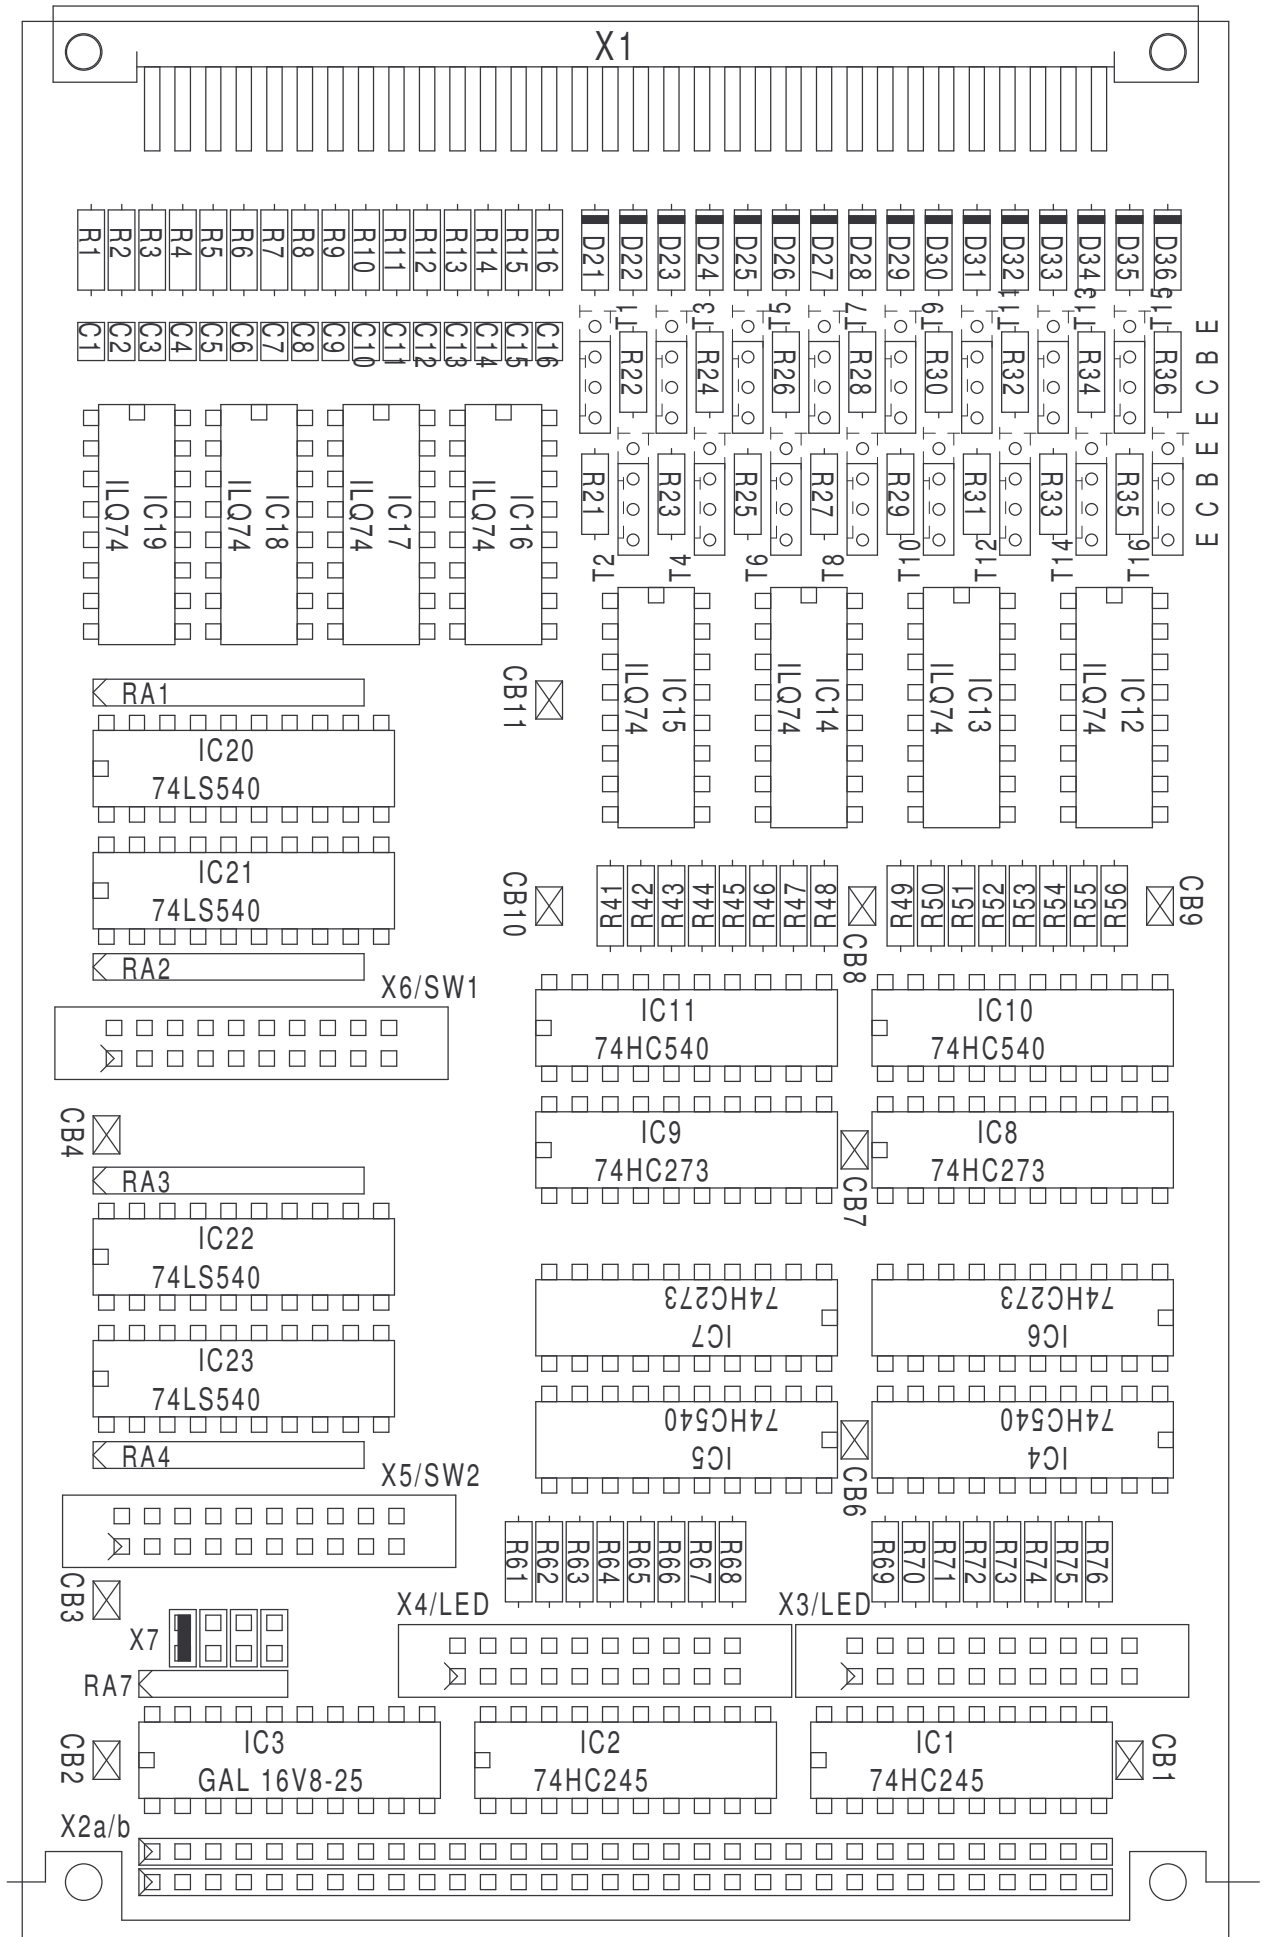 X1
R1
R2
R3
R4
R5
R6
R7
R8
R9
R10
R11
R12
R13
R14
R15
R16
D21
D22
D23
D24
D25
D26
D27
D28
D29
D30
D31
D32
D33
D34
D35
D36
C1
C2
C3
C4
C5
C6
C7
C8
C9
C10
C11
C12
C13
C14
C15
C16
T1
T3
T5
T7
T9
T11
T13
T15
R22
R24
R26
R28
R30
R32
R34
R36
E C B E
R21
R23
R25
R27
R29
R31
R33
R35
E C B E
T2
T4
T6
T8
T10
T12
T14
T16
IC19
ILQ74
IC18
ILQ74
IC17
ILQ74
IC16
ILQ74
IC15
ILQ74
IC14
ILQ74
IC13
ILQ74
IC12
ILQ74
RA1
CB11
IC20
74LS540
IC21
74LS540
RA2
CB10
R41
R42
R43
R44
R45
R46
R47
R48
CB8
R49
R50
R51
R52
R53
R54
R55
R56
CB9
X6/SW1
IC11
74HC540
IC10
74HC540
CB4
IC9
74HC273
CB7
IC8
74HC273
RA3
IC22
74LS540
IC23
74LS540
RA4
IC7
74HC273
IC6
74HC273
IC5
74HC540
CB6
IC4
74HC540
X5/SW2
CB3
R61
R62
R63
R64
R65
R66
R67
R68
R69
R70
R71
R72
R73
R74
R75
R76
X4/LED
X3/LED
X7
RA7
CB2
IC3
GAL 16V8-25
IC2
74HC245
IC1
74HC245
CB1
X2a/b